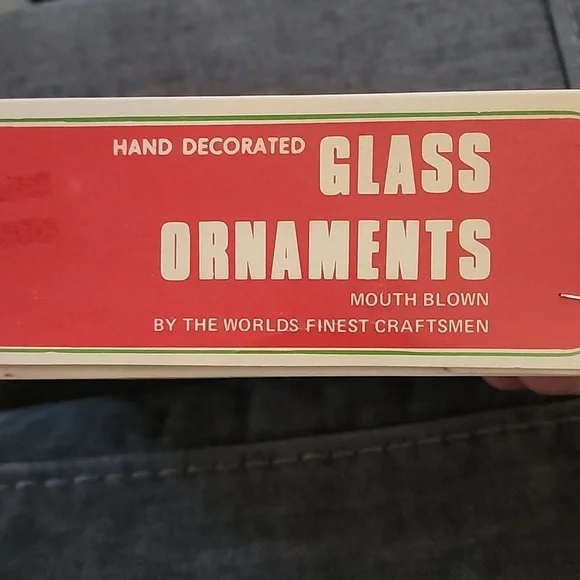 HAND DECORATED GLASS
ORNAMENTS
MOUTH BLOWN
BY THE WORLDS FINEST CRAFTSMEN